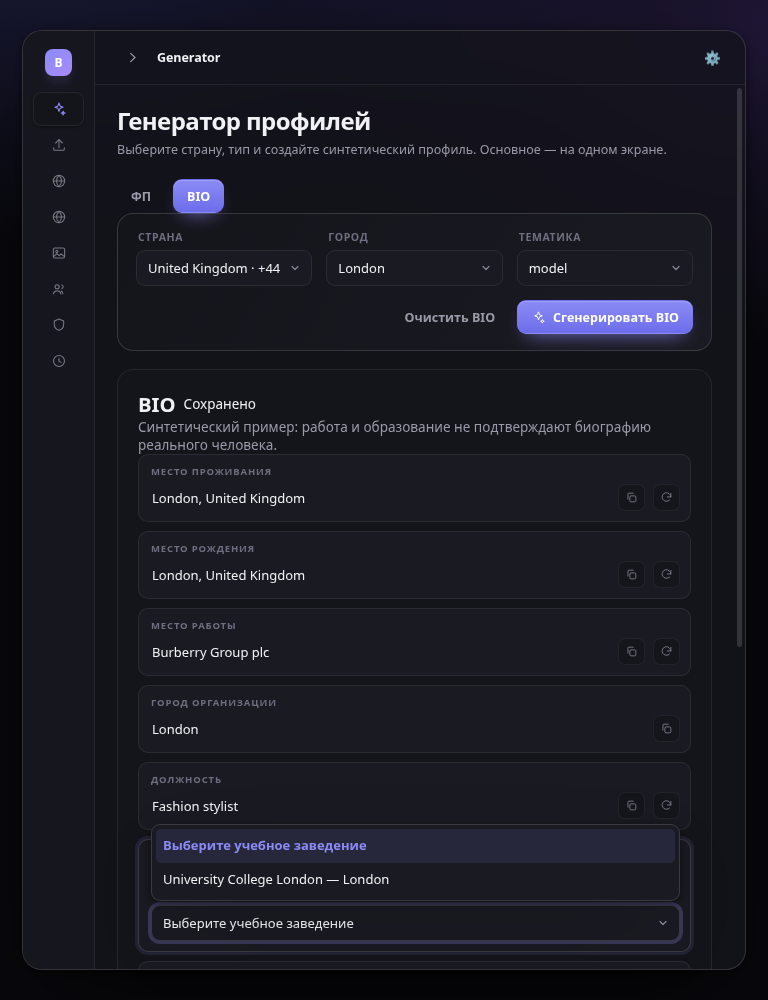 B
Generator
Генератор профилей
Выберите страну, тип и создайте синтетический профиль. Основное — на одном экране.
ФП
BIO
СТРАНА
ГОРОД
ТЕМАТИКА
United Kingdom · +44
London
model
Очистить BIO
Сгенерировать BIO
BIO Сохранено
Синтетический пример: работа и образование не подтверждают биографию
реального человека.
МЕСТО ПРОЖИВАНИЯ
London, United Kingdom
МЕСТО РОЖДЕНИЯ
London, United Kingdom
МЕСТО РАБОТЫ
Burberry Group plc
ГОРОД ОРГАНИЗАЦИИ
London
ДОЛЖНОСТЬ
Fashion stylist
Выберите учебное заведение
University College London — London
Выберите учебное заведение